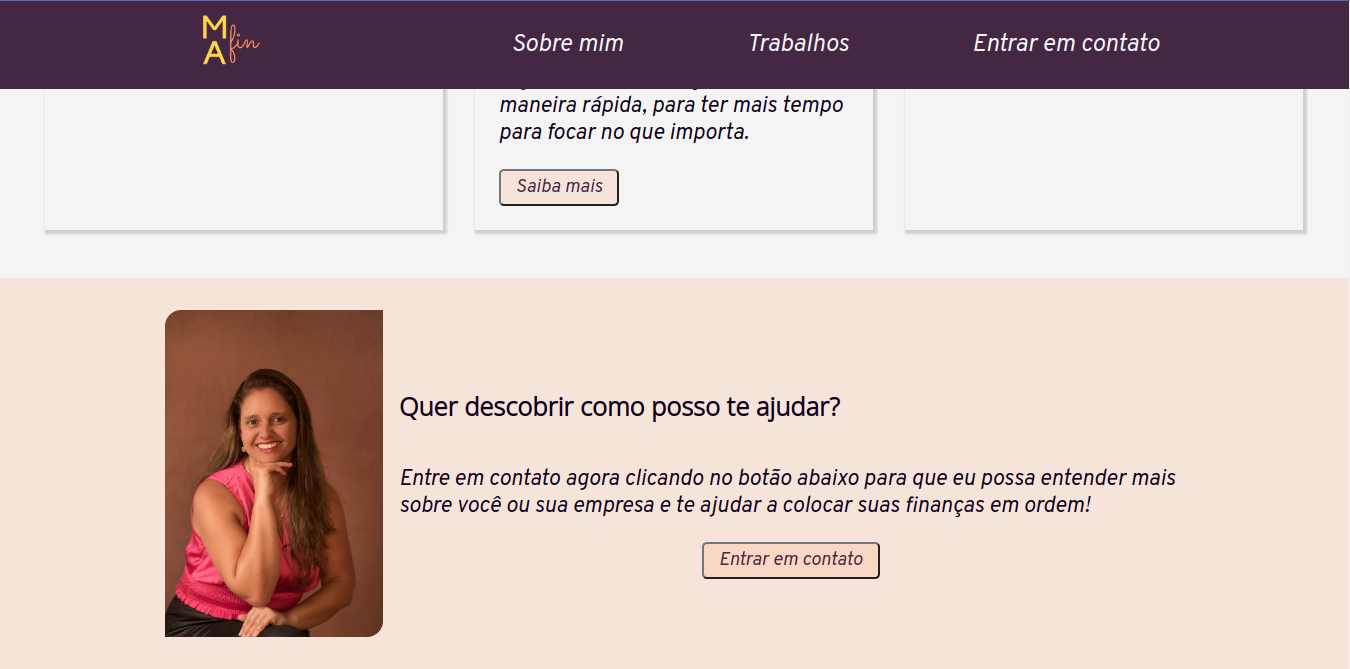 MA fin
Sobre mim
Trabalhos
Entrar em contato
maneira rápida, para ter mais tempo
para focar no que importa.
Saiba mais
Quer descobrir como posso te ajudar?
Entre em contato agora clicando no botão abaixo para que eu possa entender mais
sobre você ou sua empresa e te ajudar a colocar suas finanças em ordem!
Entrar em contato